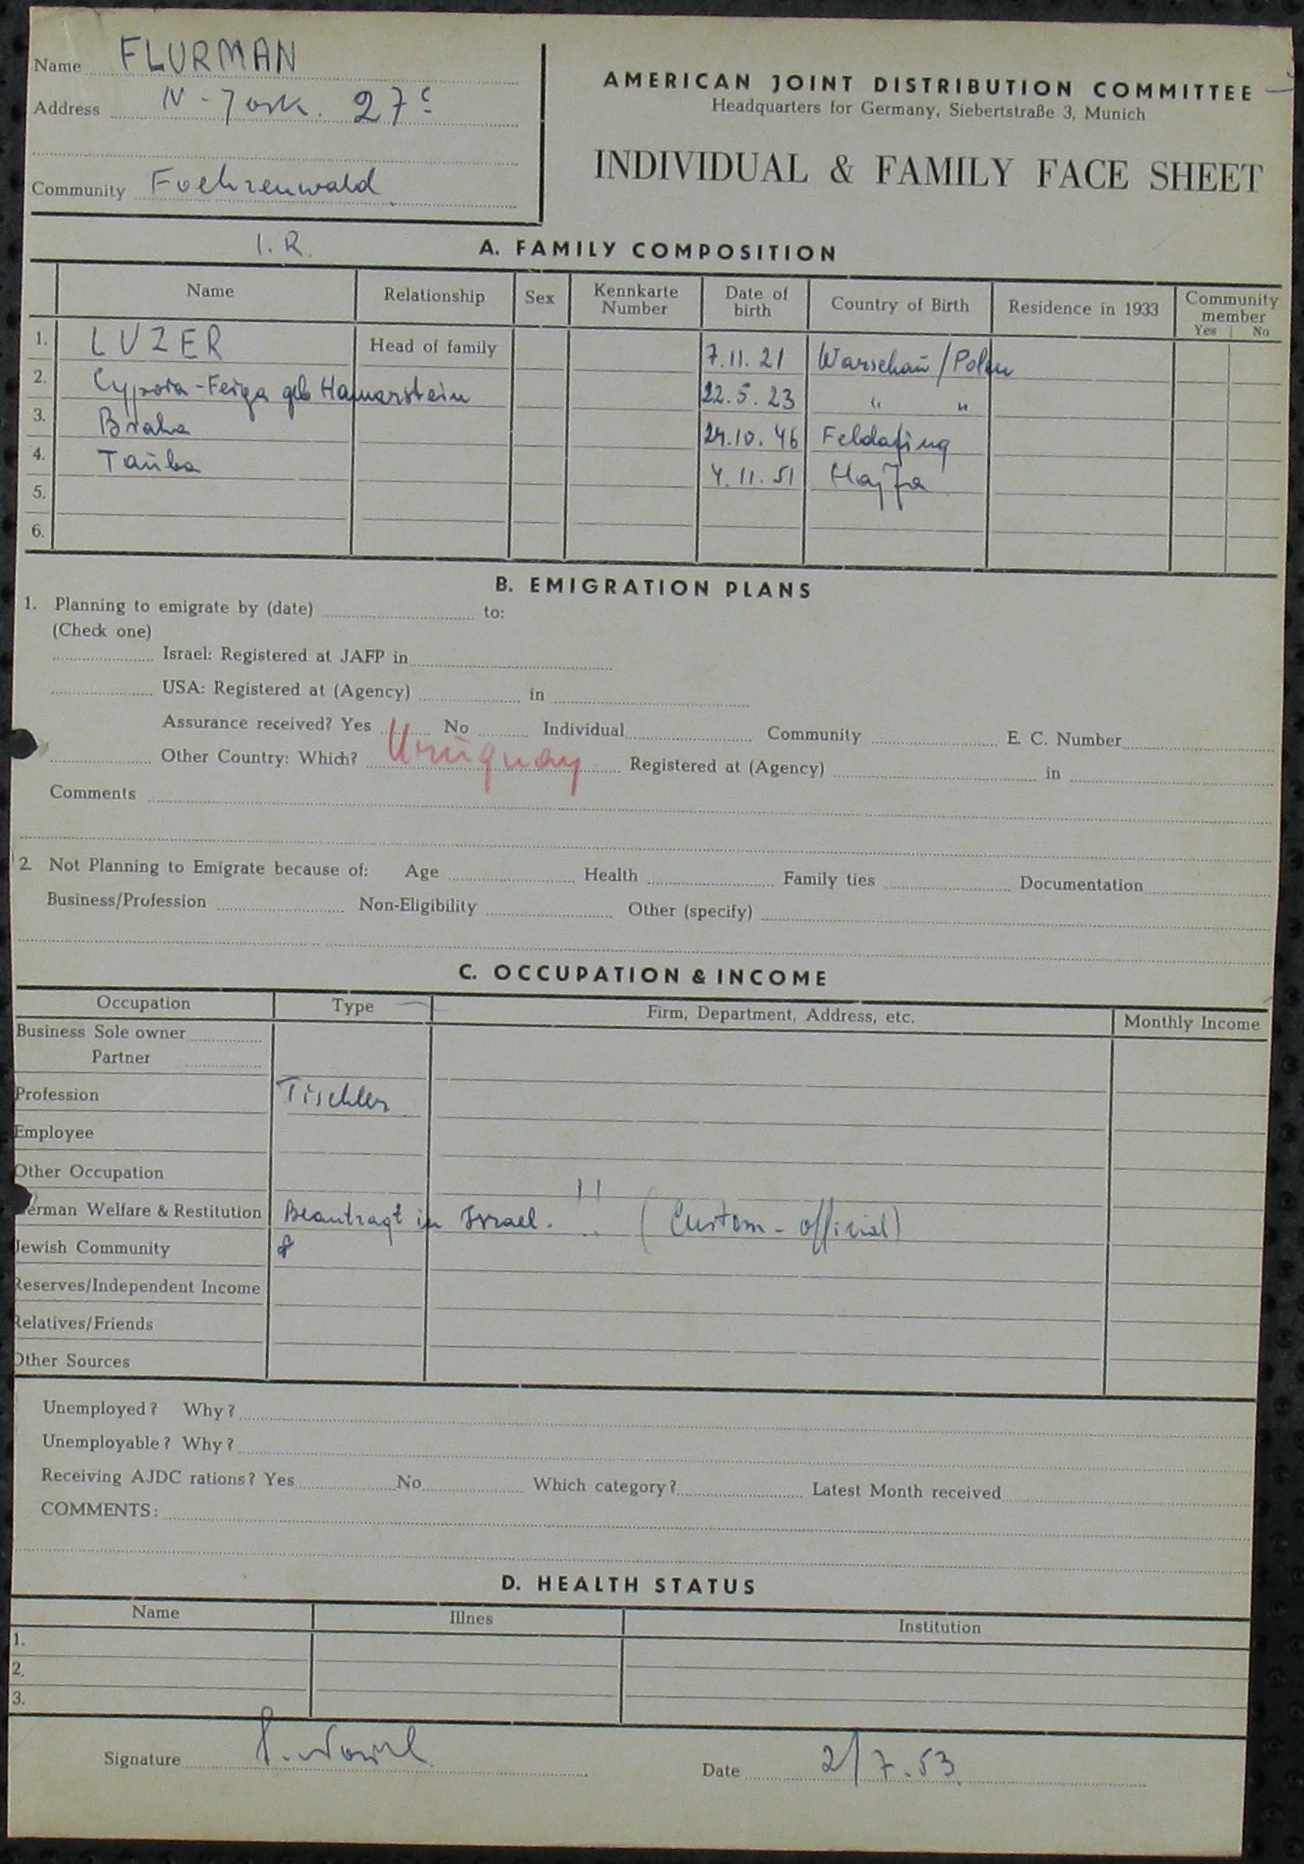 Name FLURMAN
Address N-York. 27c
Community Foehrenwald
AMERICAN JOINT DISTRIBUTION COMMITTEE
Headquarters for Germany, Siebertstraße 3, Munich
INDIVIDUAL & FAMILY FACE SHEET
I. R.
A. FAMILY COMPOSITION
Name Relationship Sex Kennkarte Number Date of birth Country of Birth Residence in 1933 Community member Yes No
1. LUZER Head of family 7.11.21 Warschau/Polen
2. Cypora-Feiga geb 22.5.23 " "
3. Braha 24.10.46 Feldafing
4. Tauba 4.11.51 Hajfa
5.
6.
B. EMIGRATION PLANS
1. Planning to emigrate by (date) to:
(Check one)
Israel: Registered at JAFP in
USA: Registered at (Agency) in
Assurance received? Yes No Individual Community E. C. Number
Other Country: Which? Uruguay Registered at (Agency) in
Comments
2. Not Planning to Emigrate because of: Age Health Family ties Documentation
Business/Profession Non-Eligibility Other (specify)
C. OCCUPATION & INCOME
Occupation Type Firm, Department, Address, etc. Monthly Income
Business Sole owner
Partner
Profession Tischler
Employee
Other Occupation
German Welfare & Restitution Beantragt in Israel. !! (Custom-official)
Jewish Community
Reserves/Independent Income
Relatives/Friends
Other Sources
Unemployed? Why?
Unemployable? Why?
Receiving AJDC rations? Yes No Which category? Latest Month received
COMMENTS:
D. HEALTH STATUS
Name Illnes Institution
1.
2.
3.
Signature
Date 2/7.53